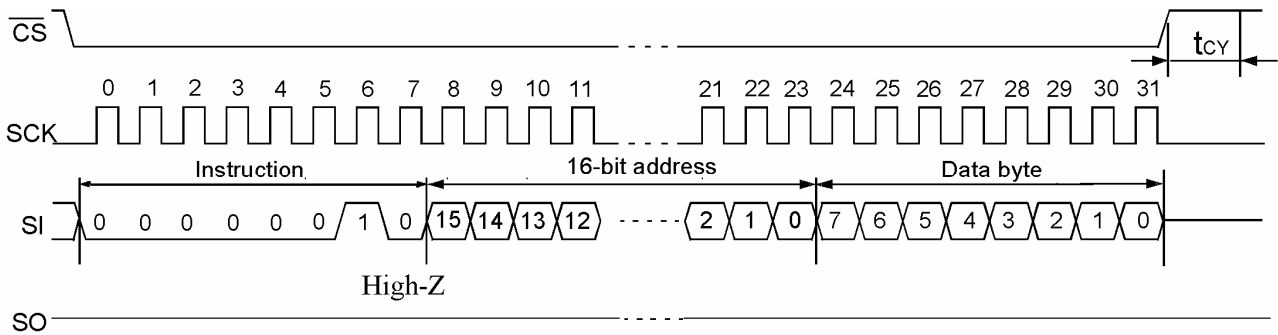 CS
tCY
0 1 2 3 4 5 6 7 8 9 10 11 21 22 23 24 25 26 27 28 29 30 31
SCK
Instruction 16-bit address Data byte
SI 0 0 0 0 0 0 1 0 15 14 13 12 2 1 0 7 6 5 4 3 2 1 0
High-Z
SO